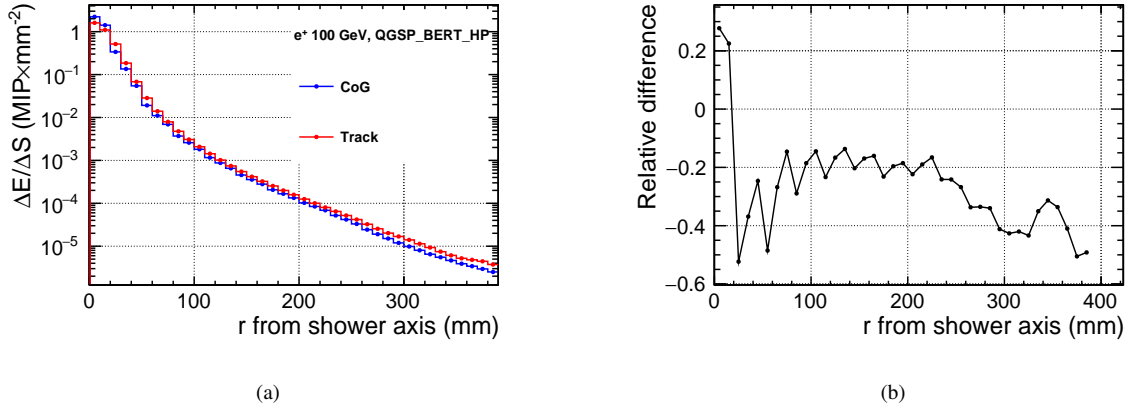 ΔE/ΔS (MIP×mm⁻²)
1
10⁻¹
10⁻²
10⁻³
10⁻⁴
10⁻⁵
e⁺ 100 GeV, QGSP_BERT_HP
CoG
Track
0 100 200 300
r from shower axis (mm)
(a)
Relative difference
0.2
0
−0.2
−0.4
−0.6
0 100 200 300 400
r from shower axis (mm)
(b)